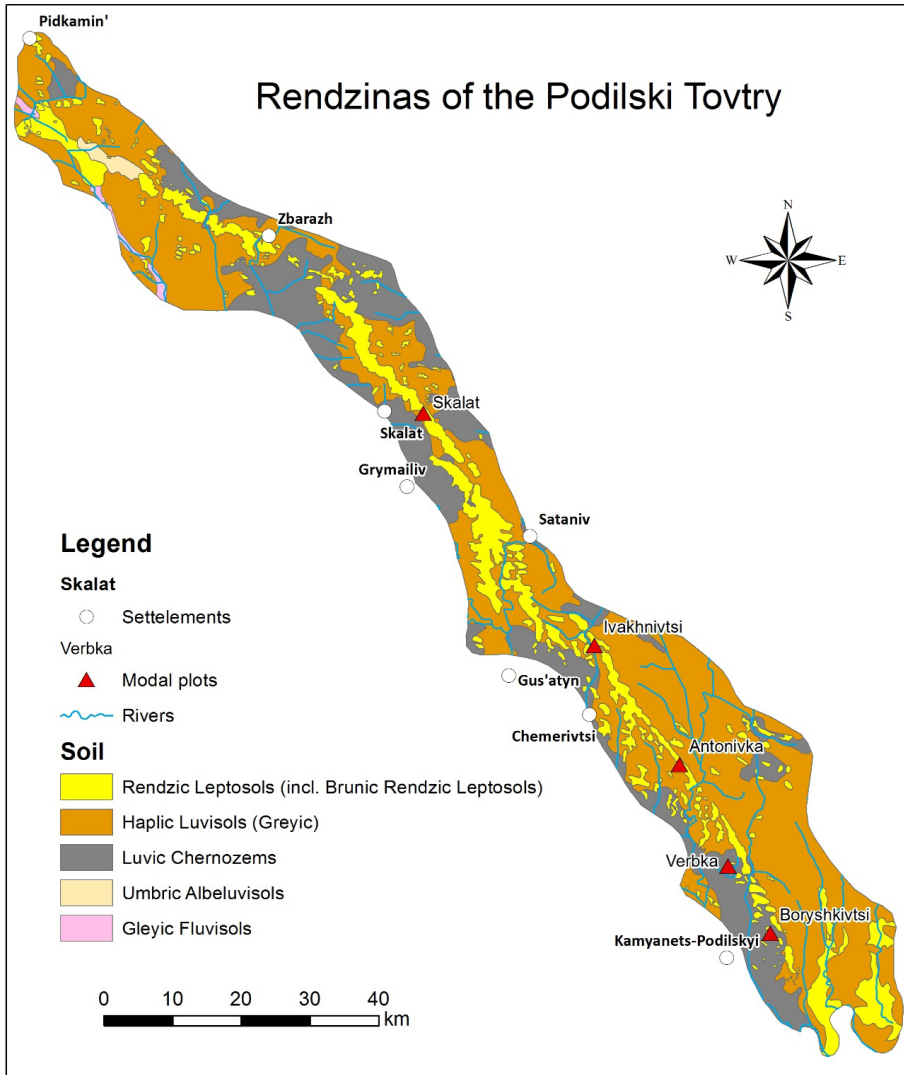 Pidkamin'
Rendzinas of the Podilski Tovtry
Zbarazh
N
W
E
S
Skalat
Skalat
Grymailiv
Sataniv
Legend
Skalat
Settelements
Verbka
Modal plots
Rivers
Ivakhnivtsi
Gus'atyn
Chemerivtsi
Antonivka
Verbka
Boryshkivtsi
Kamyanets-Podilskyi
Soil
Rendzic Leptosols (incl. Brunic Rendzic Leptosols)
Haplic Luvisols (Greyic)
Luvic Chernozems
Umbric Albeluvisols
Gleyic Fluvisols
0 10 20 30 40
km